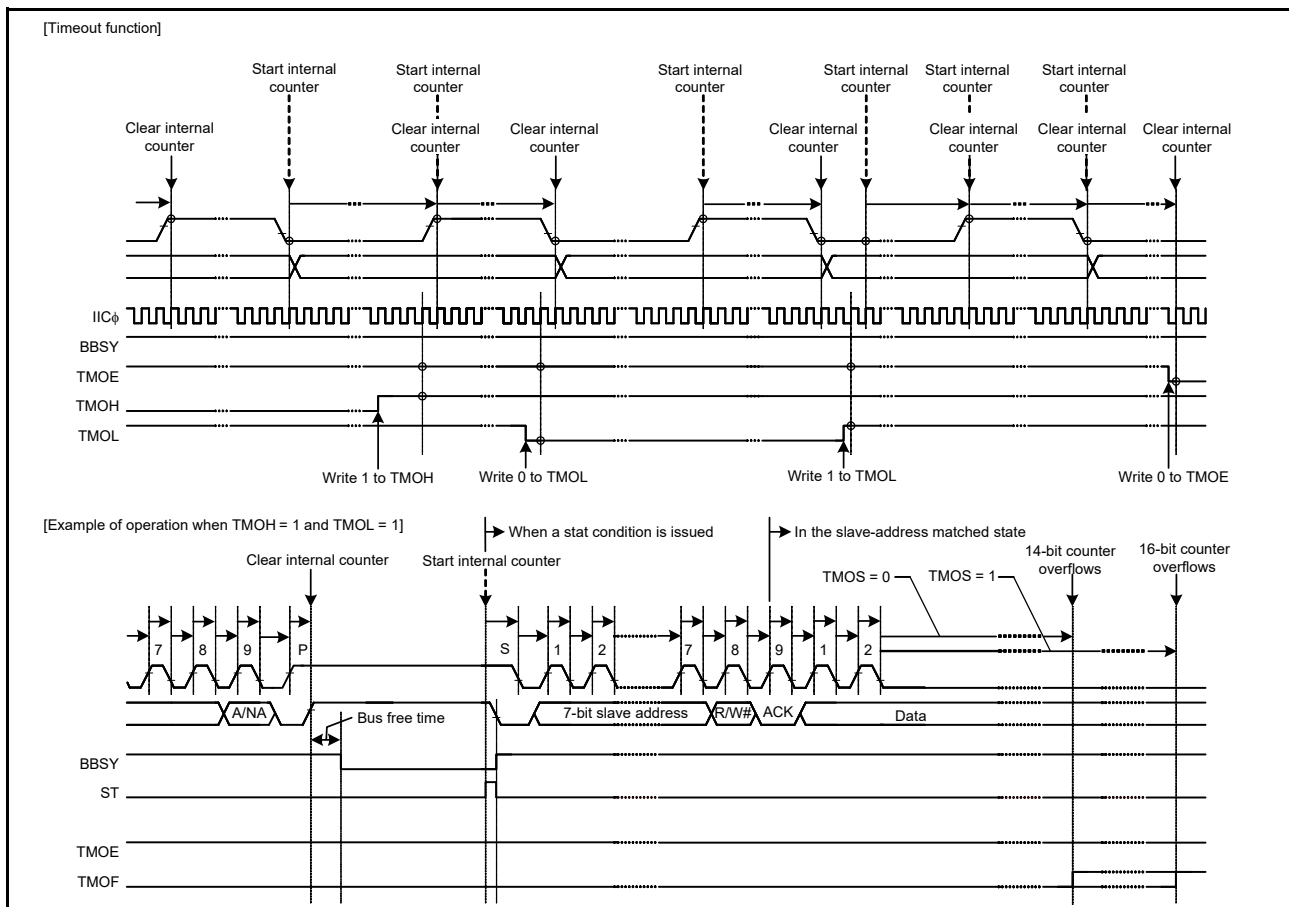 [Timeout function]
Start internal
counter
Start internal
counter
Start internal
counter
Start internal
counter
Start internal
counter
Start internal
counter
Clear internal
counter
Clear internal
counter
Clear internal
counter
Clear internal
counter
Clear internal
counter
Clear internal
counter
Clear internal
counter
IICϕ
BBSY
TMOE
TMOH
TMOL
Write 1 to TMOH
Write 0 to TMOL
Write 1 to TMOL
Write 0 to TMOE
[Example of operation when TMOH = 1 and TMOL = 1]
When a stat condition is issued
In the slave-address matched state
Clear internal counter
Start internal counter
14-bit counter
overflows
16-bit counter
overflows
TMOS = 0
TMOS = 1
7 8 9 P S 1 2 7 8 9 1 2
A/NA 7-bit slave address R/W# ACK Data
Bus free time
BBSY
ST
TMOE
TMOF